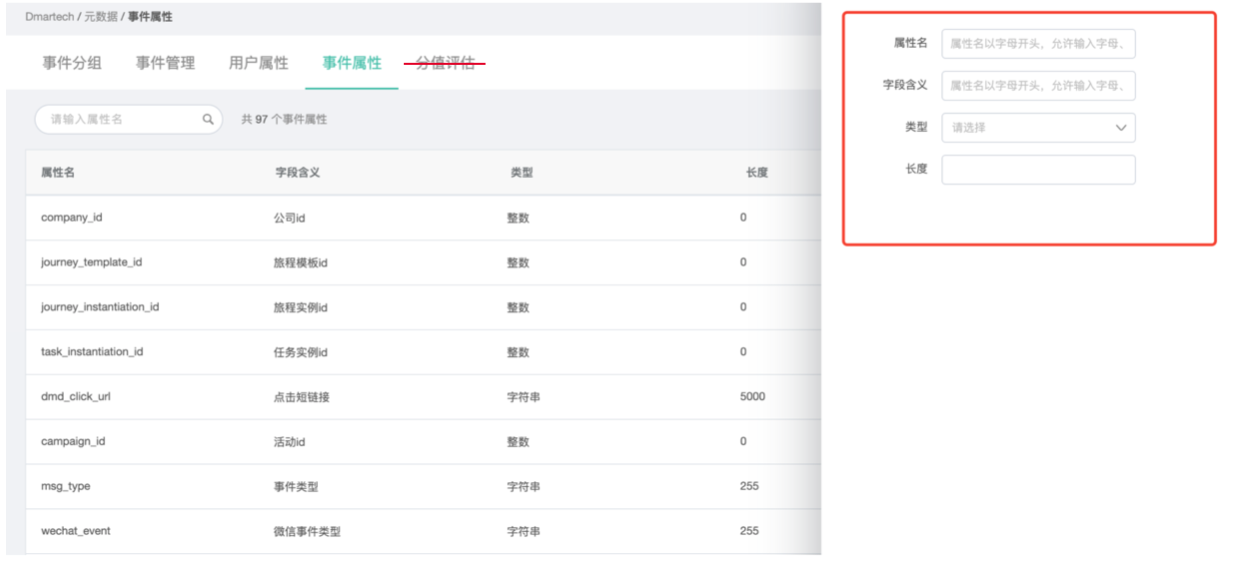 Dmartech / 元数据 / 事件属性
事件分组 事件管理 用户属性 事件属性 分值评估
请输入属性名 共 97 个事件属性
属性名 字段含义 类型 长度
company_id 公司id 整数 0
journey_template_id 旅程模板id 整数 0
journey_instantiation_id 旅程实例id 整数 0
task_instantiation_id 任务实例id 整数 0
dmd_click_url 点击短链接 字符串 5000
campaign_id 活动id 整数 0
msg_type 事件类型 字符串 255
wechat_event 微信事件类型 字符串 255
属性名 属性名以字母开头，允许输入字母、
字段含义 属性名以字母开头，允许输入字母、
类型 请选择
长度